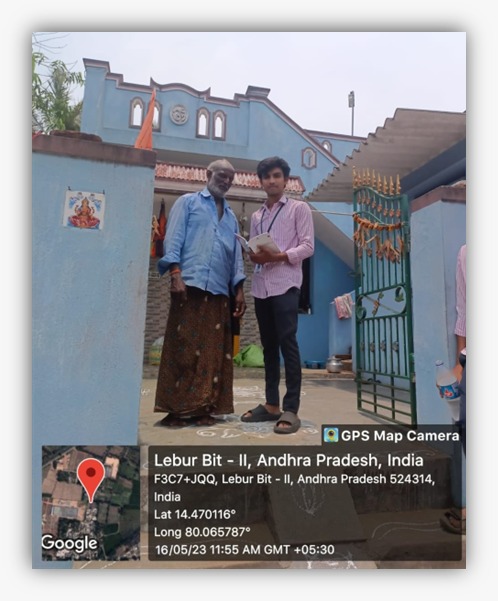 GPS Map Camera
Lebur Bit - II, Andhra Pradesh, India
F3C7+JQQ, Lebur Bit - II, Andhra Pradesh 524314,
India
Lat 14.470116°
Long 80.065787°
16/05/23 11:55 AM GMT +05:30
Google